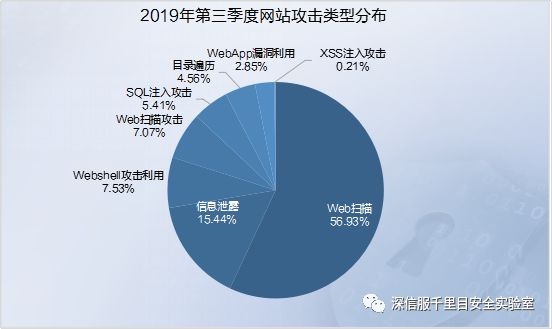 2019年第三季度网站攻击类型分布
WebApp漏洞利用
2.85%
XSS注入攻击
0.21%
目录遍历
4.56%
SQL注入攻击
5.41%
Web扫描攻击
7.07%
Webshell攻击利用
7.53%
信息泄露
15.44%
Web扫描
56.93%
深信服千里目安全实验室